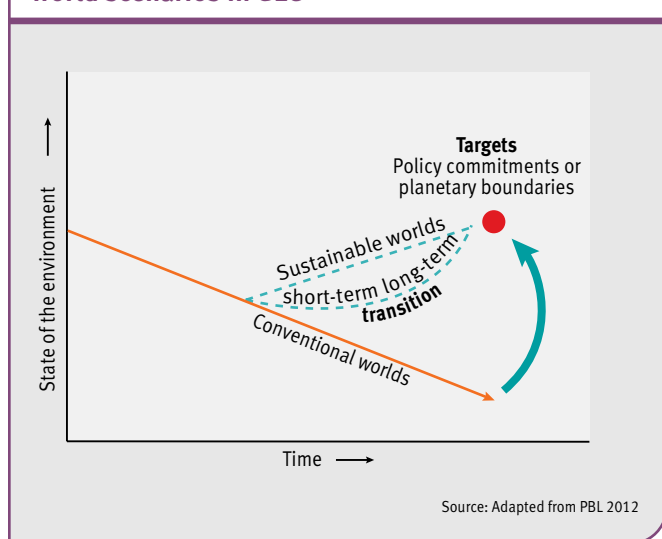 State of the environment
Targets
Policy commitments or
planetary boundaries
Sustainable worlds
short-term long-term
transition
Conventional worlds
Time
Source: Adapted from PBL 2012